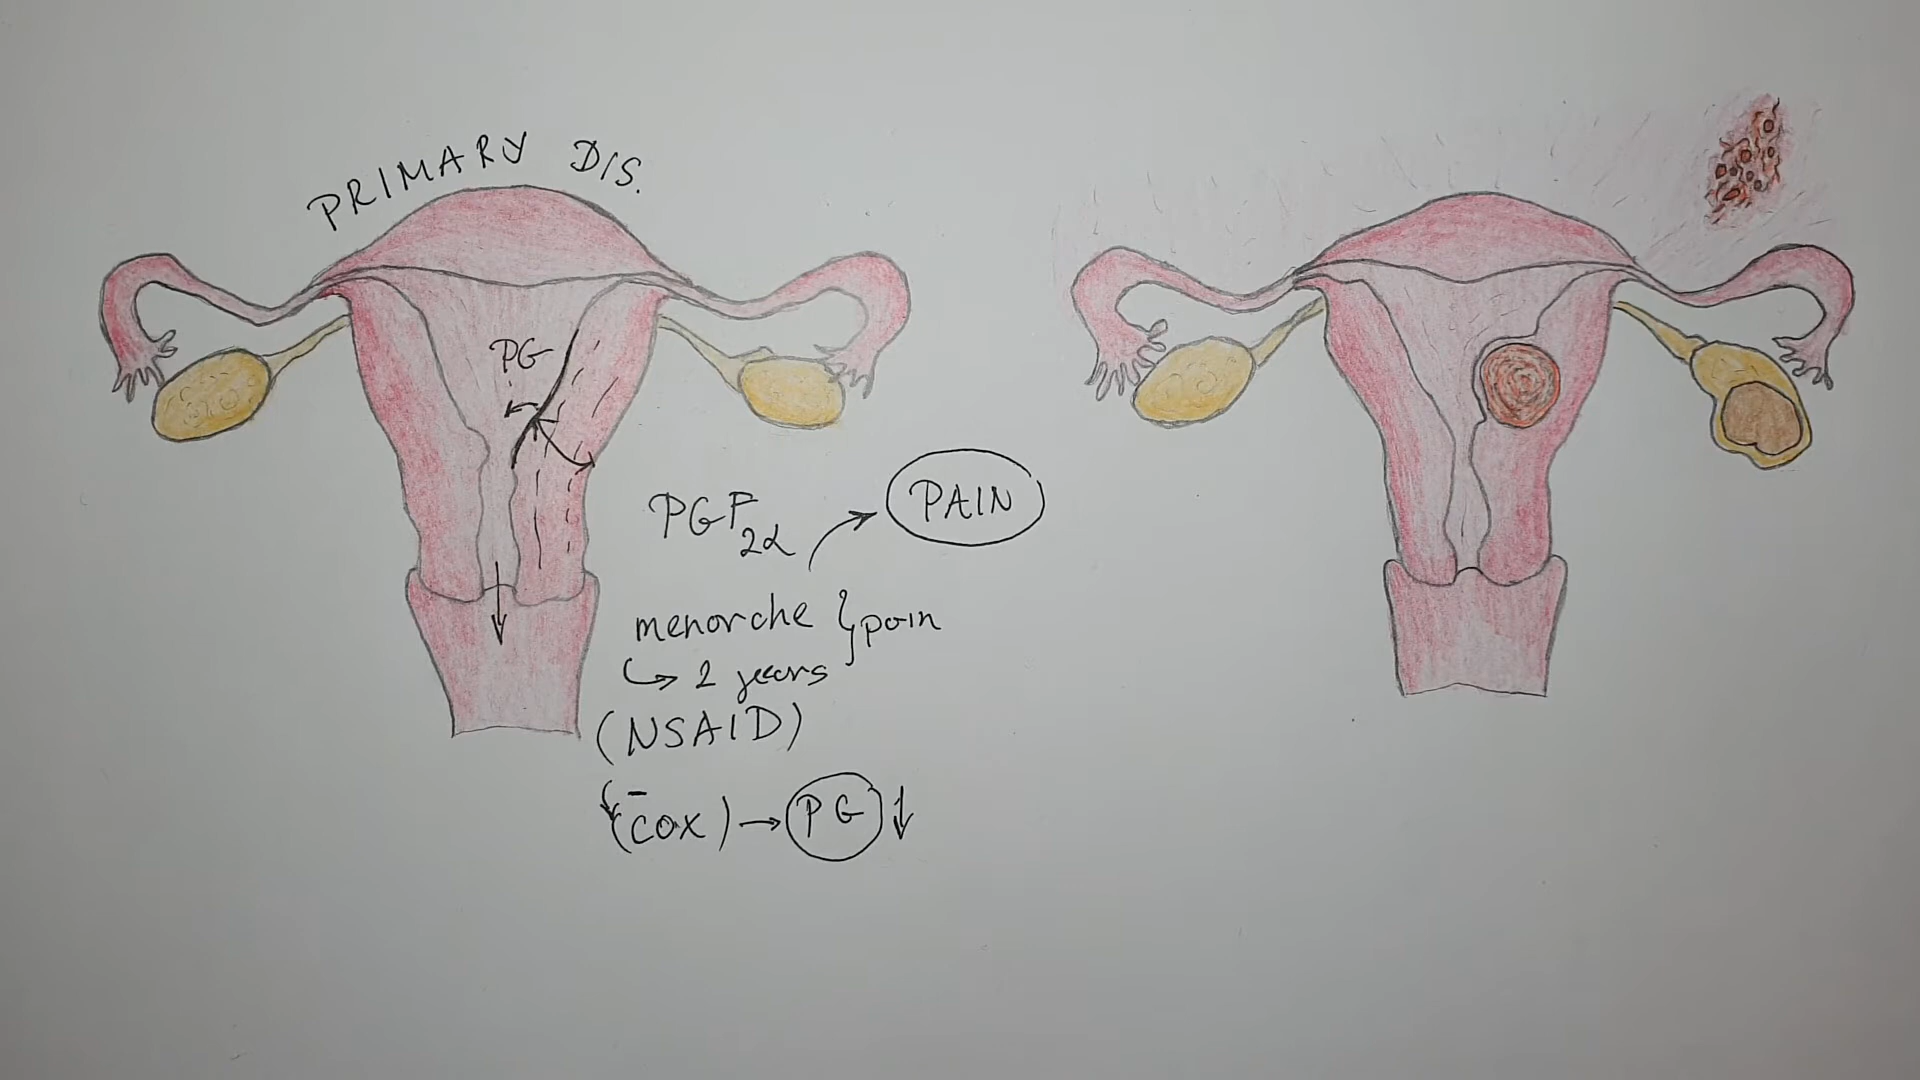 PRIMARY DIS.
PG
PGF2α
PAIN
menorche } pain
↳ 2 years
(NSAID)
(cox) → PG ↓